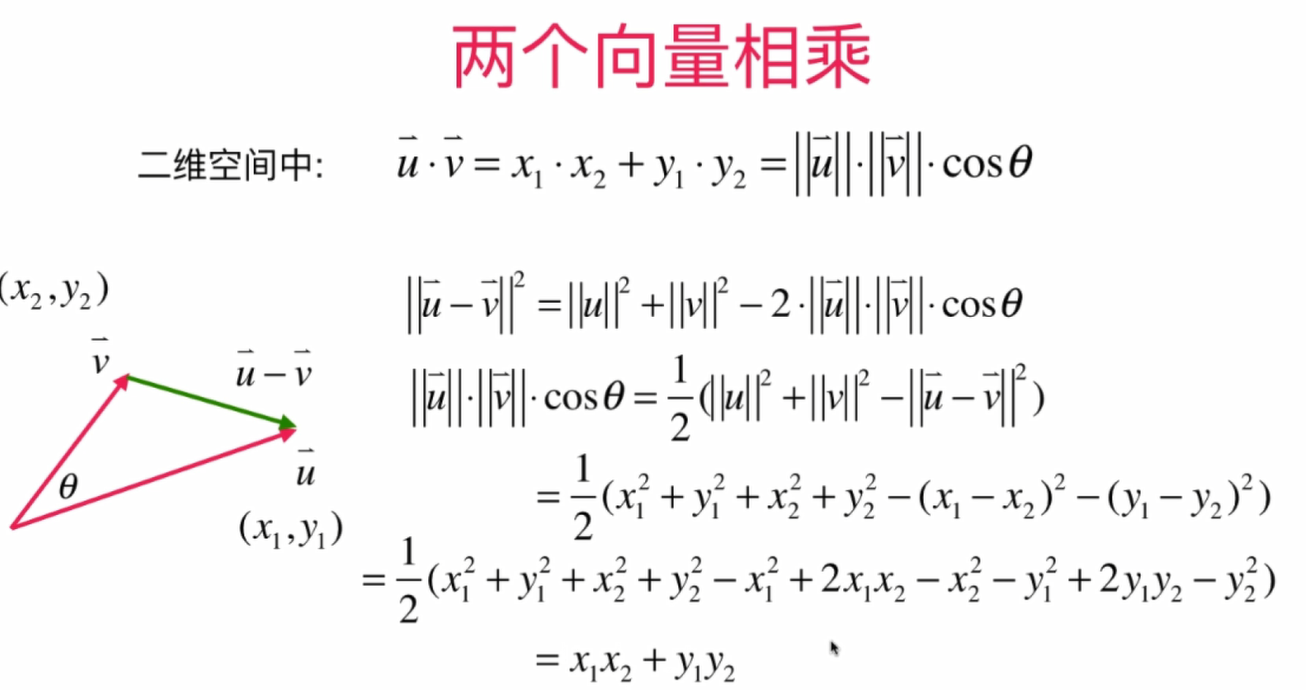 两个向量相乘
二维空间中: $\vec{u}\cdot\vec{v}=x_1\cdot x_2+y_1\cdot y_2=||\vec{u}||\cdot||\vec{v}||\cdot\cos\theta$
$(x_2,y_2)$
$\vec{v}$
$\vec{u}-\vec{v}$
$\theta$
$\vec{u}$
$(x_1,y_1)$
$||\vec{u}-\vec{v}||^2=||u||^2+||v||^2-2\cdot||\vec{u}||\cdot||\vec{v}||\cdot\cos\theta$
$||\vec{u}||\cdot||\vec{v}||\cdot\cos\theta=\frac{1}{2}(||u||^2+||v||^2-||\vec{u}-\vec{v}||^2)$
$=\frac{1}{2}(x_1^2+y_1^2+x_2^2+y_2^2-(x_1-x_2)^2-(y_1-y_2)^2)$
$=\frac{1}{2}(x_1^2+y_1^2+x_2^2+y_2^2-x_1^2+2x_1x_2-x_2^2-y_1^2+2y_1y_2-y_2^2)$
$=x_1x_2+y_1y_2$